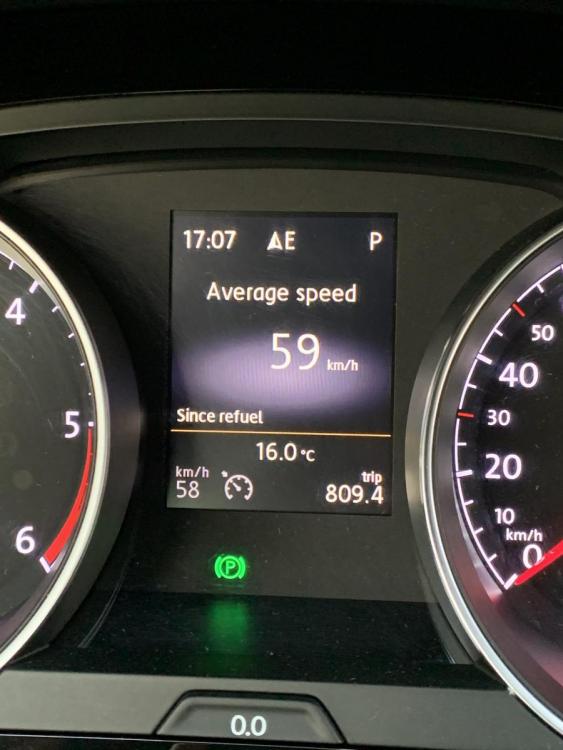 17:07 AE P
Average speed
59 km/h
Since refuel
16.0 °C
km/h
58
trip
809.4
4
5
6
50
40
30
20
10
km/h
0
P
0.0